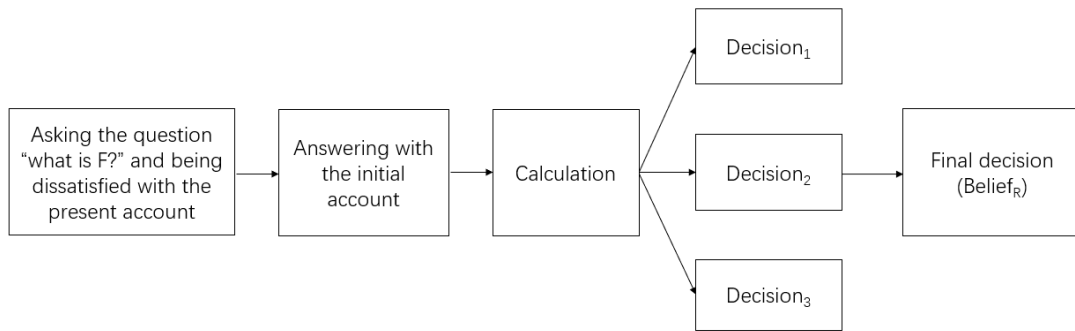 Asking the question
“what is F?” and being
dissatisfied with the
present account
Answering with
the initial
account
Calculation
Decision₁
Decision₂
Decision₃
Final decision
(Belief_R)